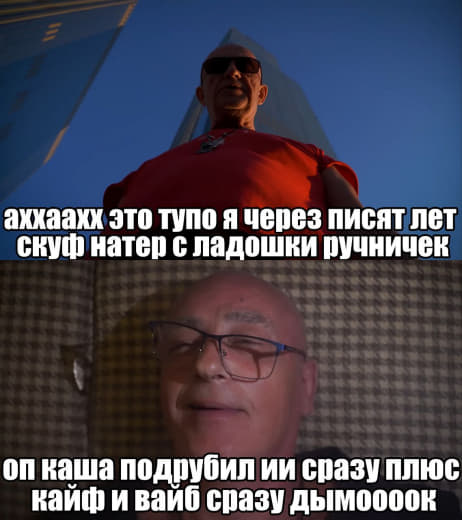 аххаахх это тупо я через писят лет
скуф натер с ладошки ручничек
оп каша подрубил ии сразу плюс
кайф и вайб сразу дымоооок